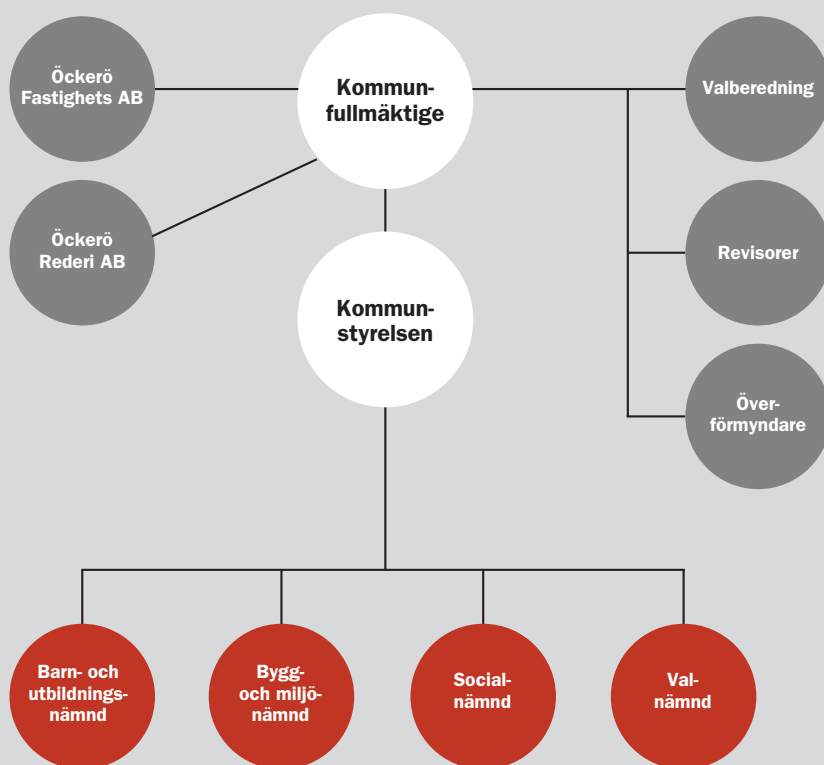 Öckerö
Fastighets AB
Kommun-
fullmäktige
Valberedning
Öckerö
Rederi AB
Revisorer
Kommun-
styrelsen
Över-
förmyndare
Barn- och
utbildnings-
nämnd
Bygg-
och miljö-
nämnd
Social-
nämnd
Val-
nämnd